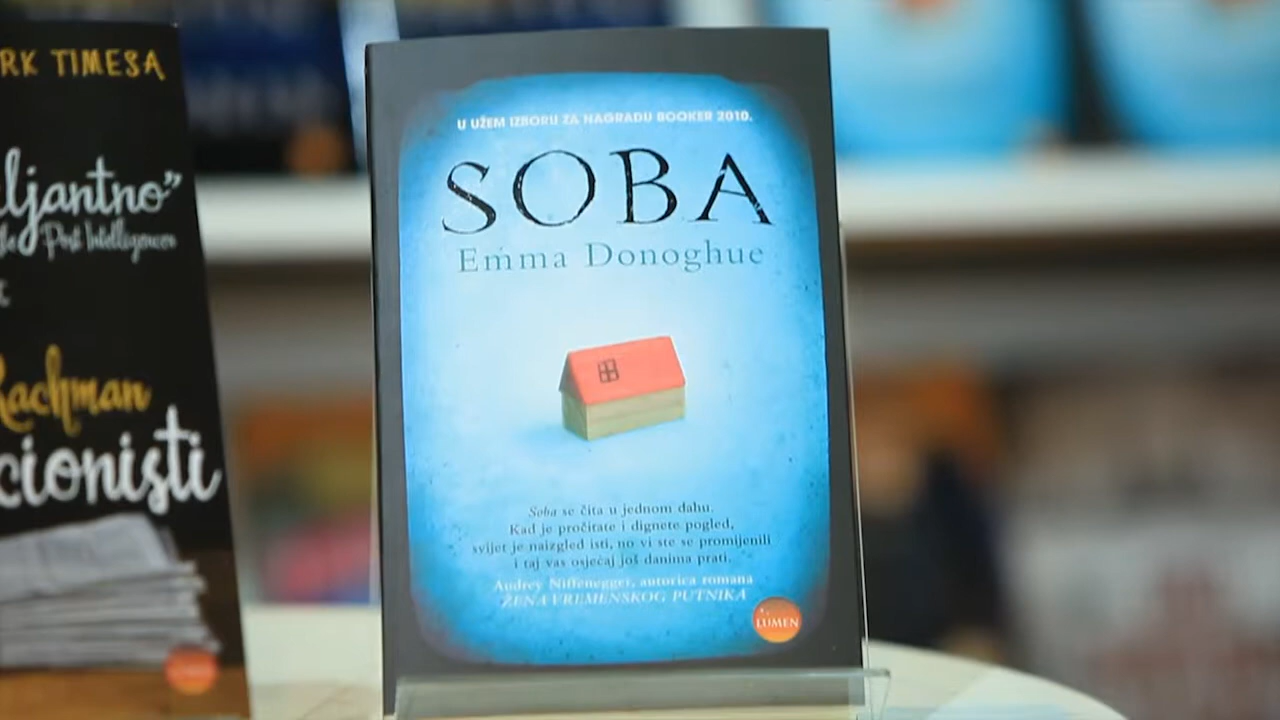 RK TIMESA
ljantno”
the Post Intelligencer
Rachman
cionisti
U UŽEM IZBORU ZA NAGRADU BOOKER 2010.
SOBA
Emma Donoghue
Soba se čita u jednom dahu.
Kad je pročitate i dignete pogled,
svijet je naizgled isti, no vi ste se promijenili
i taj vas osjećaj još danima prati.
Audrey Niffenegger, autorica romana
ŽENA VREMENSKOG PUTNIKA
LUMEN